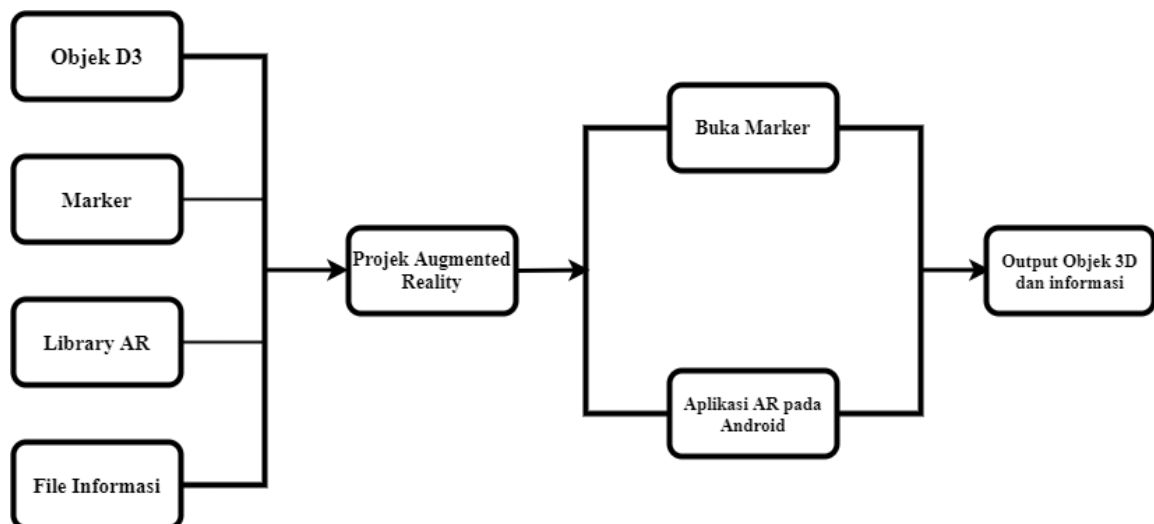 Objek D3
Marker
Library AR
File Informasi
Projek Augmented
Reality
Buka Marker
Aplikasi AR pada
Android
Output Objek 3D
dan informasi